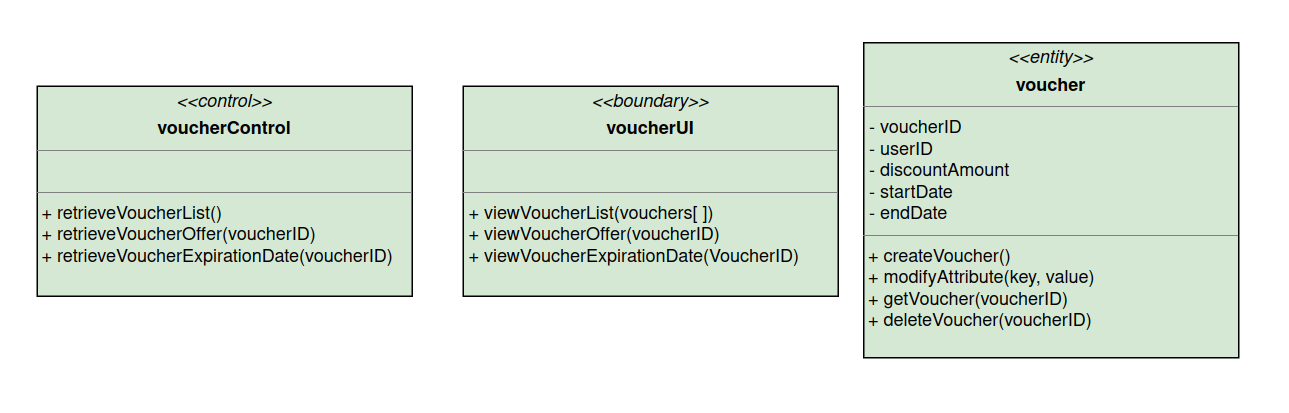 <<control>>
voucherControl
+ retrieveVoucherList()
+ retrieveVoucherOffer(voucherID)
+ retrieveVoucherExpirationDate(voucherID)
<<boundary>>
voucherUI
+ viewVoucherList(vouchers[ ])
+ viewVoucherOffer(voucherID)
+ viewVoucherExpirationDate(VoucherID)
<<entity>>
voucher
- voucherID
- userID
- discountAmount
- startDate
- endDate
+ createVoucher()
+ modifyAttribute(key, value)
+ getVoucher(voucherID)
+ deleteVoucher(voucherID)